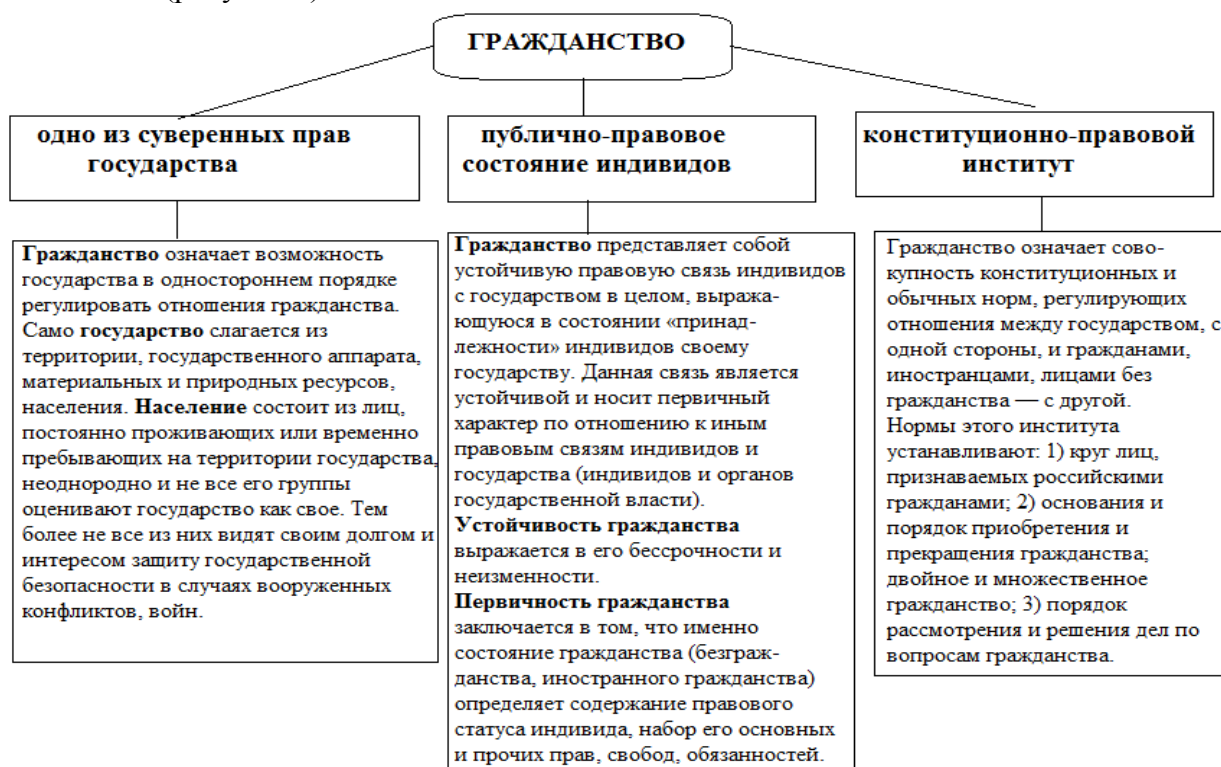 ГРАЖДАНСТВО
одно из суверенных прав
государства
Гражданство означает возможность
государства в одностороннем порядке
регулировать отношения гражданства.
Само государство слагается из
территории, государственного аппарата,
материальных и природных ресурсов,
населения. Население состоит из лиц,
постоянно проживающих или временно
пребывающих на территории государства,
неоднородно и не все его группы
оценивают государство как свое. Тем
более не все из них видят своим долгом и
интересом защиту государственной
безопасности в случаях вооруженных
конфликтов, войн.
публично-правовое
состояние индивидов
Гражданство представляет собой
устойчивую правовую связь индивидов
с государством в целом, выража-
ющуюся в состоянии «принад-
лежности» индивидов своему
государству. Данная связь является
устойчивой и носит первичный
характер по отношению к иным
правовым связям индивидов и
государства (индивидов и органов
государственной власти).
Устойчивость гражданства
выражается в его бессрочности и
неизменности.
Первичность гражданства
заключается в том, что именно
состояние гражданства (безграж-
данства, иностранного гражданства)
определяет содержание правового
статуса индивида, набор его основных
и прочих прав, свобод, обязанностей.
конституционно-правовой
институт
Гражданство означает сово-
купность конституционных и
обычных норм, регулирующих
отношения между государством, с
одной стороны, и гражданами,
иностранцами, лицами без
гражданства — с другой.
Нормы этого института
устанавливают: 1) круг лиц,
признаваемых российскими
гражданами; 2) основания и
порядок приобретения и
прекращения гражданства;
двойное и множественное
гражданство; 3) порядок
рассмотрения и решения дел по
вопросам гражданства.